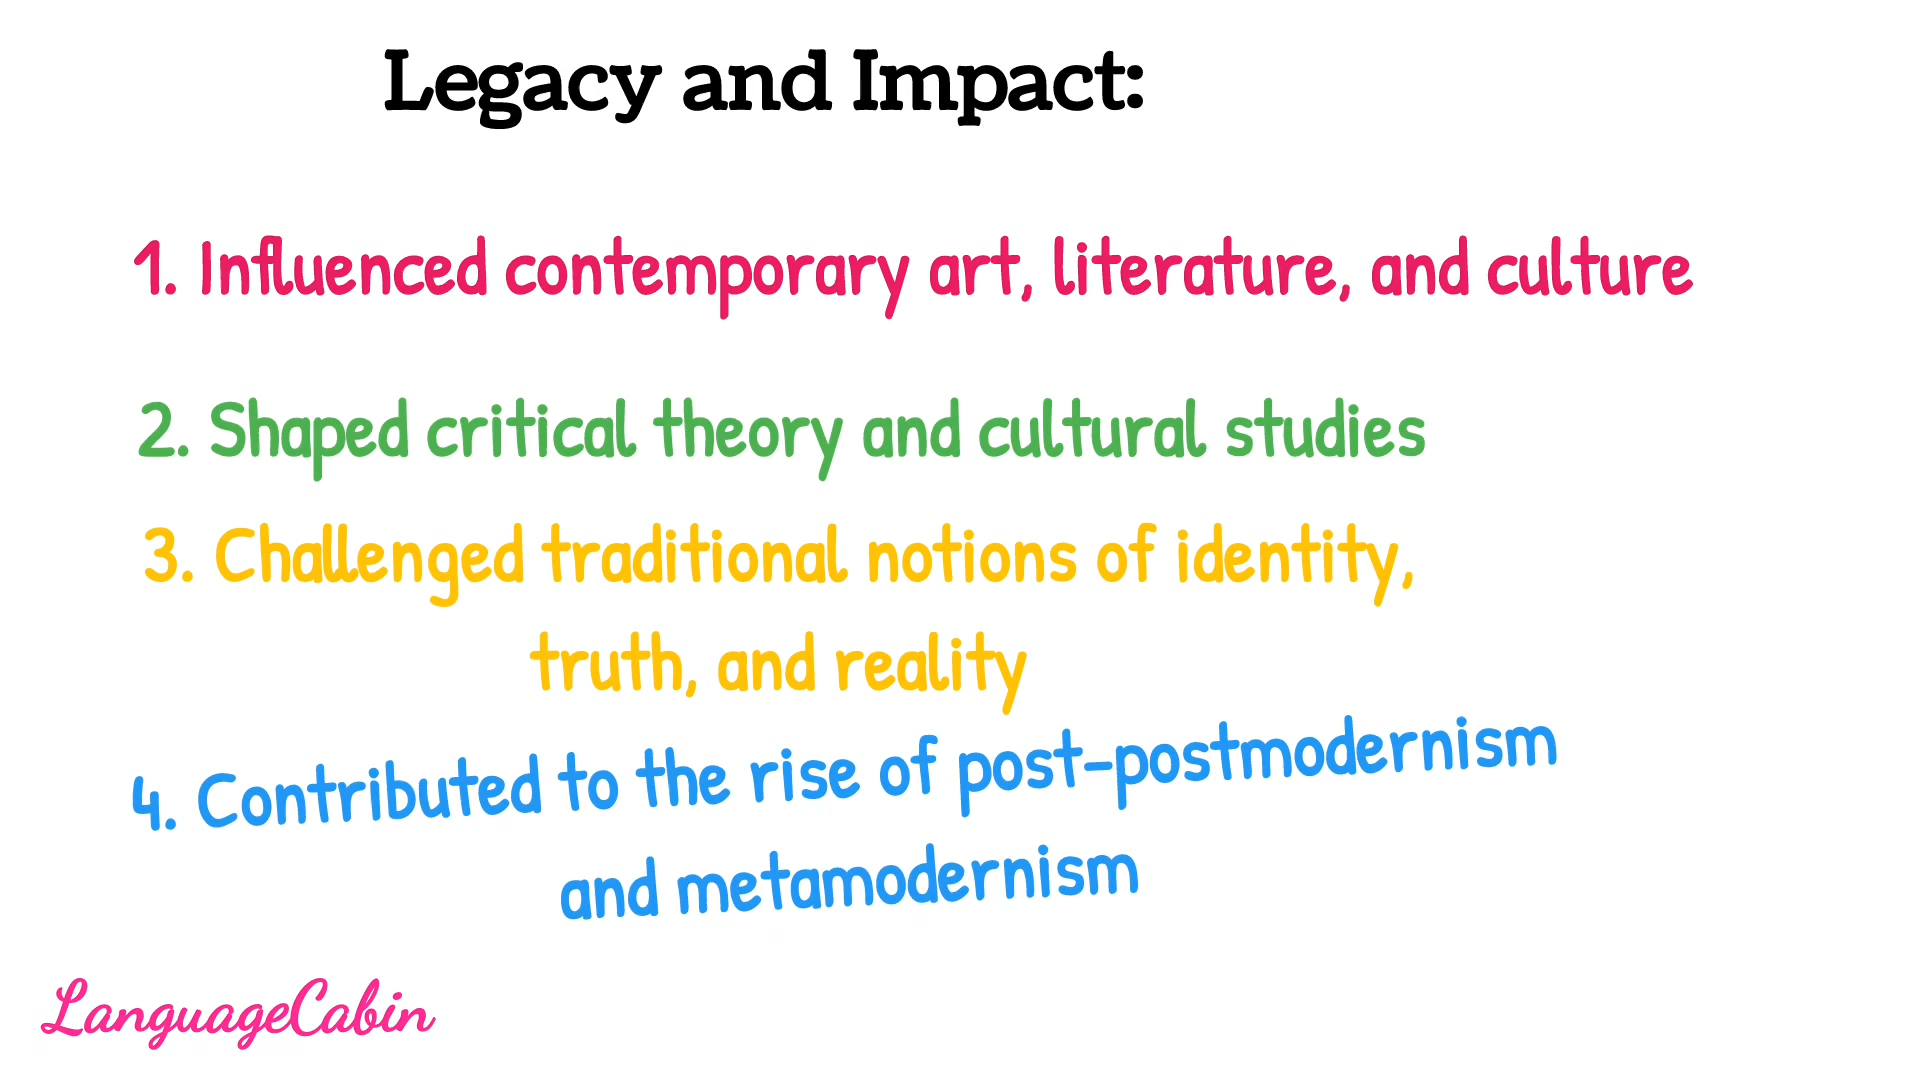 Legacy and Impact:
1. Influenced contemporary art, literature, and culture
2. Shaped critical theory and cultural studies
3. Challenged traditional notions of identity,
truth, and reality
4. Contributed to the rise of post-postmodernism
and metamodernism
LanguageCabin